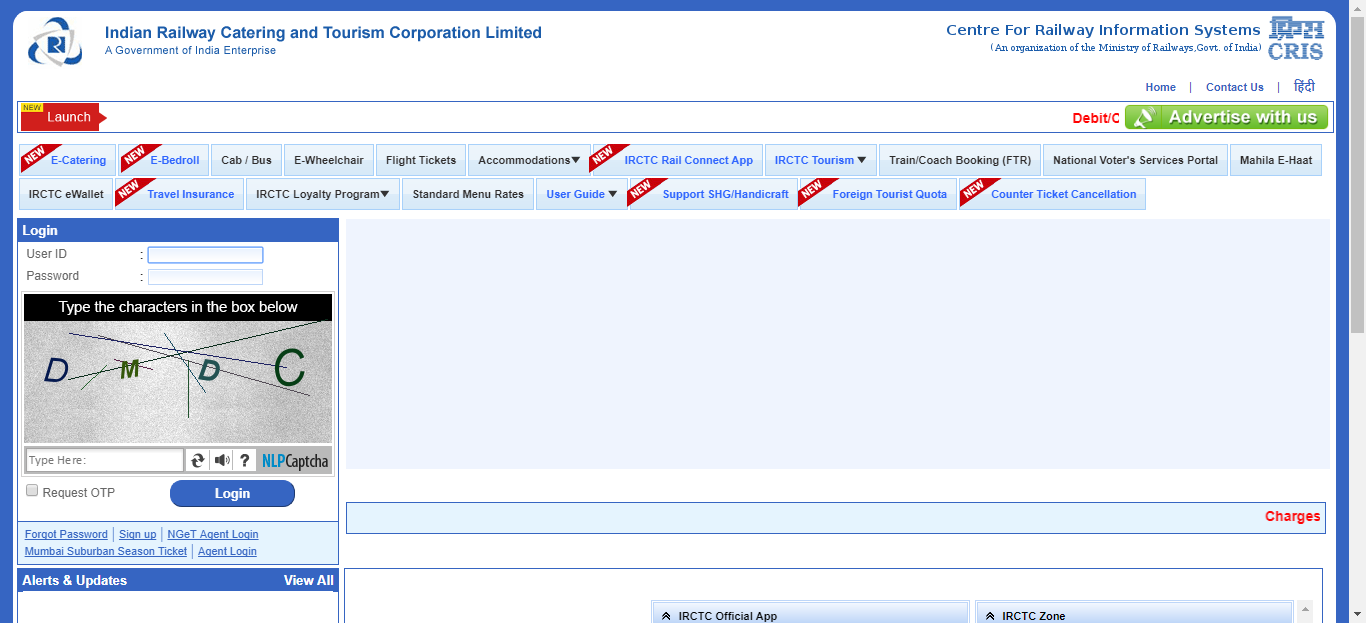 Indian Railway Catering and Tourism Corporation Limited
A Government of India Enterprise
Centre For Railway Information Systems
(An organization of the Ministry of Railways,Govt. of India)
CRIS
Home | Contact Us | हिंदी
NEW
Launch
Debit/C
Advertise with us
NEW E-Catering NEW E-Bedroll Cab / Bus E-Wheelchair Flight Tickets Accommodations▼ NEW IRCTC Rail Connect App IRCTC Tourism ▼ Train/Coach Booking (FTR) National Voter's Services Portal Mahila E-Haat
IRCTC eWallet NEW Travel Insurance IRCTC Loyalty Program▼ Standard Menu Rates User Guide ▼ NEW Support SHG/Handicraft NEW Foreign Tourist Quota NEW Counter Ticket Cancellation
Login
User ID :
Password :
Type the characters in the box below
D M D C
Type Here: ? NLPCaptcha
Request OTP Login
Forgot Password | Sign up | NGeT Agent Login
Mumbai Suburban Season Ticket | Agent Login
Charges
Alerts & Updates View All
IRCTC Official App IRCTC Zone